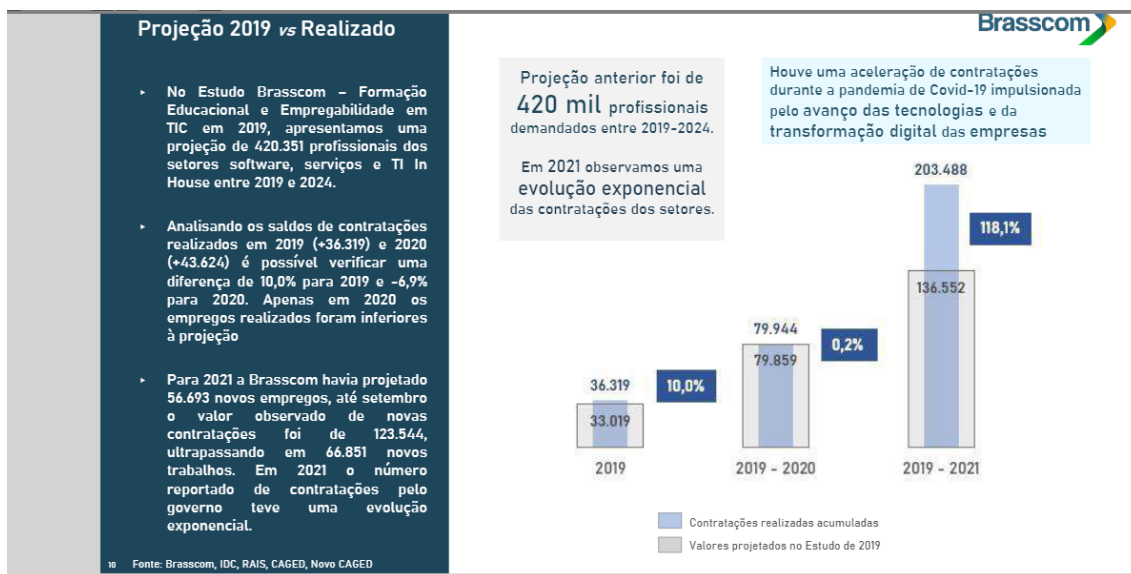 Projeção 2019 vs Realizado
Brasscom
‣ No Estudo Brasscom – Formação
Educacional e Empregabilidade em
TIC em 2019, apresentamos uma
projeção de 420.351 profissionais dos
setores software, serviços e TI In
House entre 2019 e 2024.
‣ Analisando os saldos de contratações
realizados em 2019 (+36.319) e 2020
(+43.624) é possível verificar uma
diferença de 10,0% para 2019 e -6,9%
para 2020. Apenas em 2020 os
empregos realizados foram inferiores
à projeção
‣ Para 2021 a Brasscom havia projetado
56.693 novos empregos, até setembro
o valor observado de novas
contratações foi de 123.544,
ultrapassando em 66.851 novos
trabalhos. Em 2021 o número
reportado de contratações pelo
governo teve uma evolução
exponencial.
10 Fonte: Brasscom, IDC, RAIS, CAGED, Novo CAGED
Projeção anterior foi de
420 mil profissionais
demandados entre 2019-2024.
Em 2021 observamos uma
evolução exponencial
das contratações dos setores.
Houve uma aceleração de contratações
durante a pandemia de Covid-19 impulsionada
pelo avanço das tecnologias e da
transformação digital das empresas
203.488
118,1%
136.552
79.944
0,2%
79.859
36.319
10,0%
33.019
2019
2019 - 2020
2019 - 2021
Contratações realizadas acumuladas
Valores projetados no Estudo de 2019